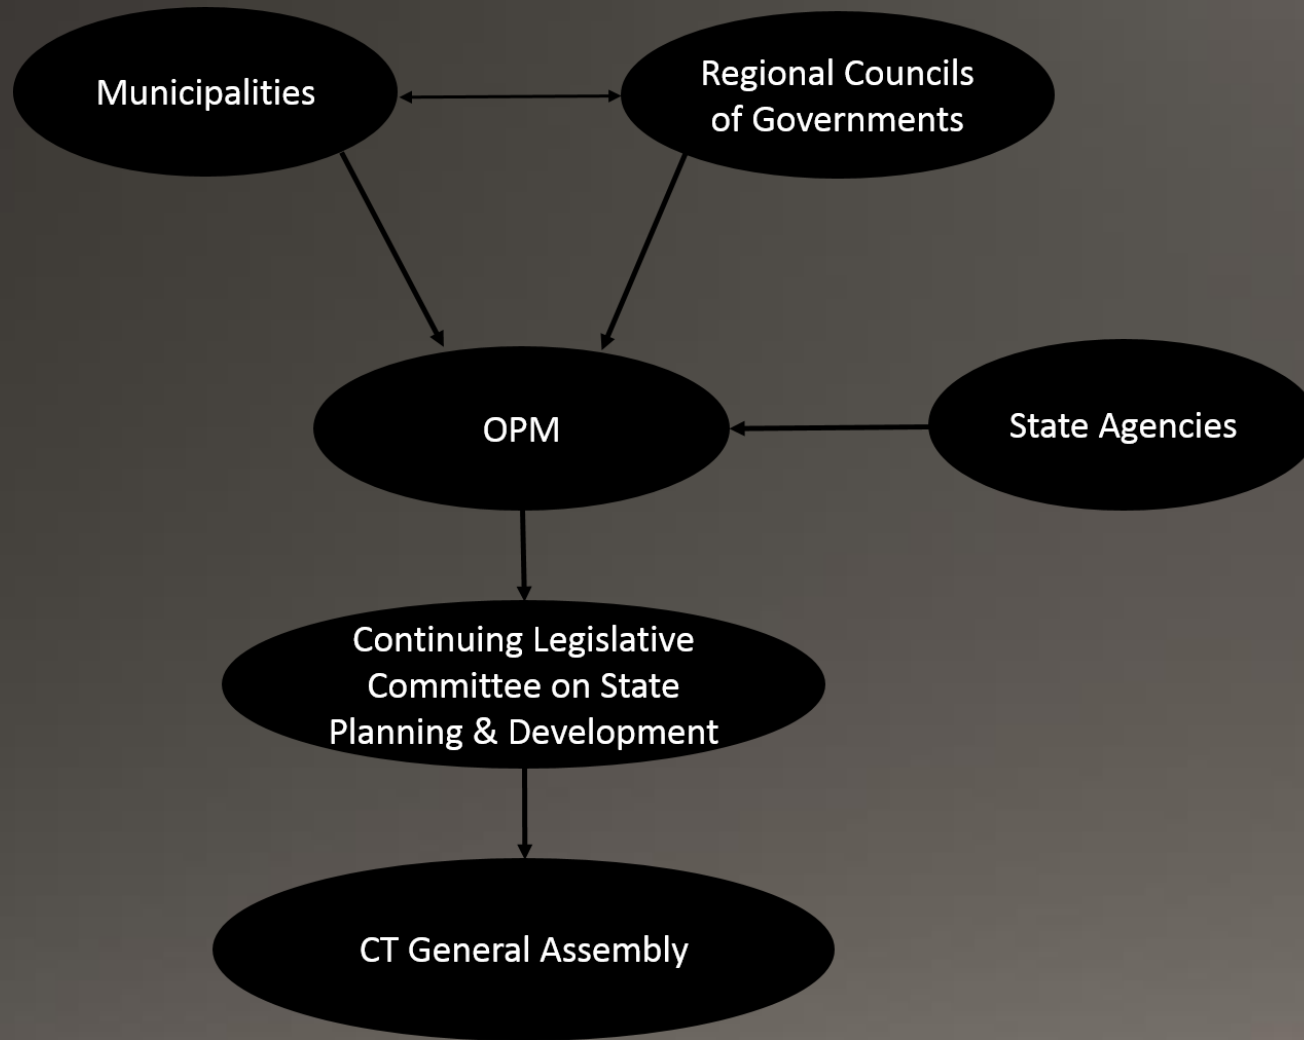 Municipalities
Regional Councils
of Governments
OPM
State Agencies
Continuing Legislative
Committee on State
Planning & Development
CT General Assembly